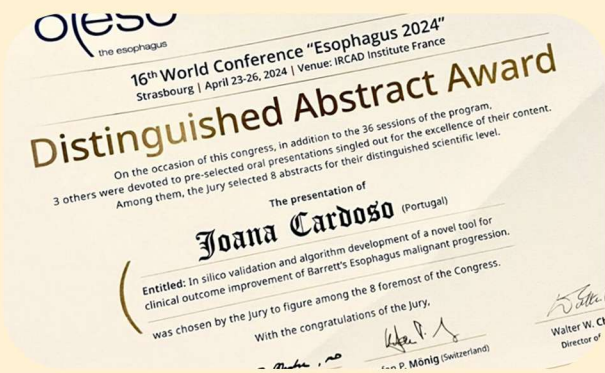 the esophagus
16th World Conference “Esophagus 2024”
Strasbourg | April 23-26, 2024 | Venue: IRCAD Institute France
Distinguished Abstract Award
On the occasion of this congress, in addition to the 36 sessions of the program,
3 others were devoted to pre-selected oral presentations singled out for the excellence of their content.
Among them, the Jury selected 8 abstracts for their distinguished scientific level.
The presentation of
Joana Cardoso (Portugal)
Entitled: In silico validation and algorithm development of a novel tool for
clinical outcome improvement of Barrett's Esophagus malignant progression.
was chosen by the Jury to figure among the 8 foremost of the Congress.
With the congratulations of the Jury,
P. Mönig (Switzerland)
Walter W.
Director of